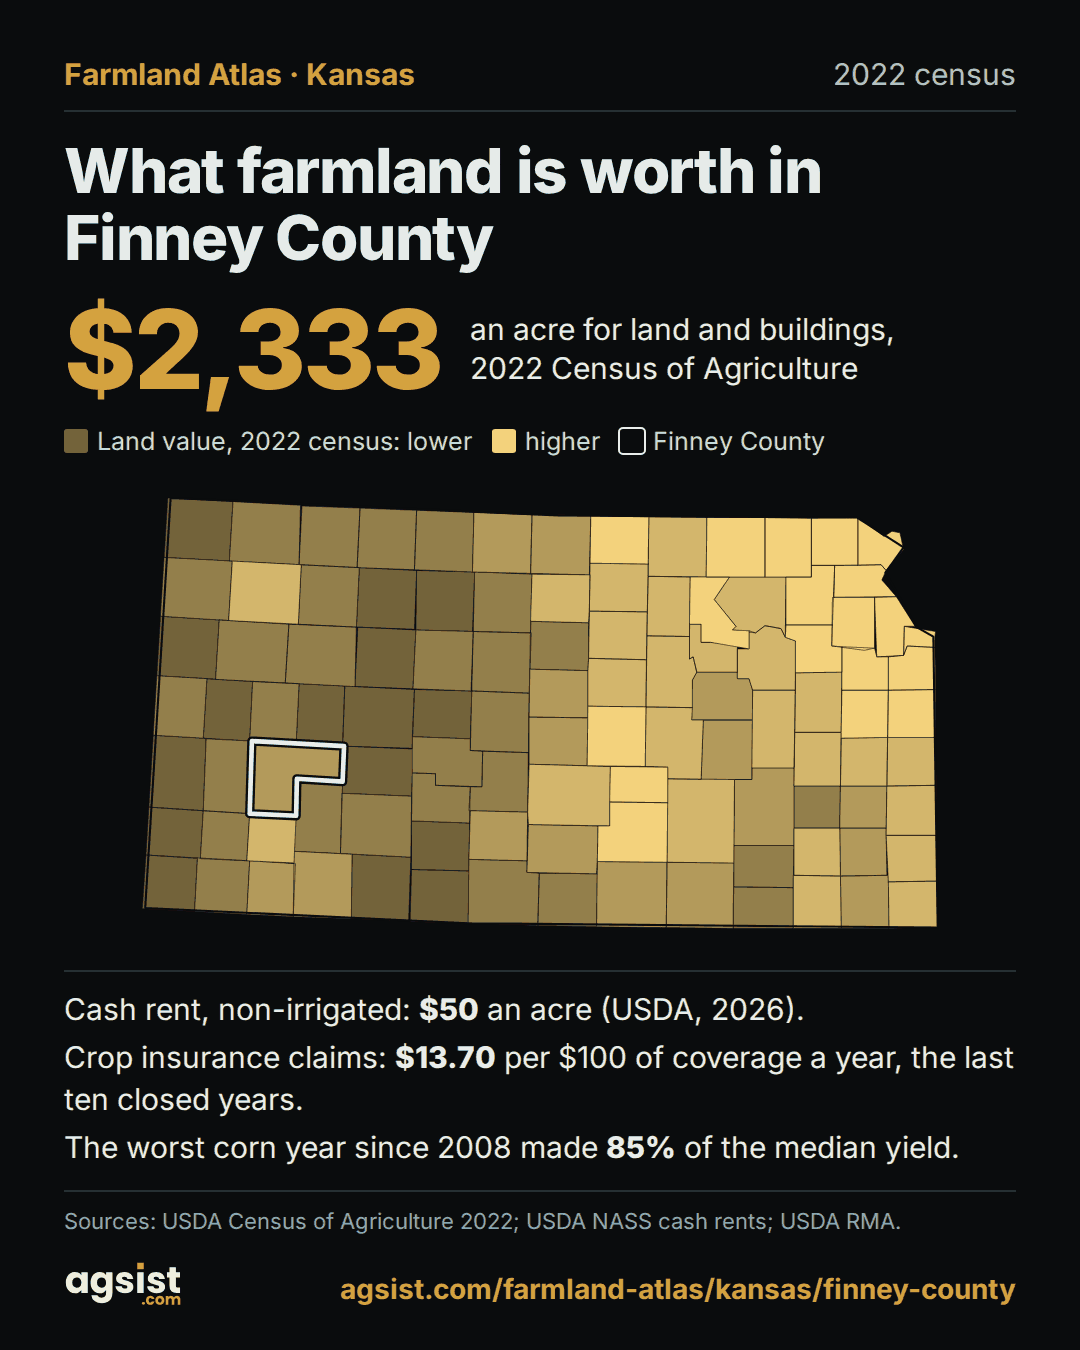 Farmland Atlas · Kansas
2022 census
What farmland is worth in
Finney County
$2,333
an acre for land and buildings,
2022 Census of Agriculture
Land value, 2022 census: lower
higher
Finney County
Cash rent, non-irrigated: $50 an acre (USDA, 2026).
Crop insurance claims: $13.70 per $100 of coverage a year, the last
ten closed years.
The worst corn year since 2008 made 85% of the median yield.
Sources: USDA Census of Agriculture 2022; USDA NASS cash rents; USDA RMA.
agsist
.com
agsist.com/farmland-atlas/kansas/finney-county